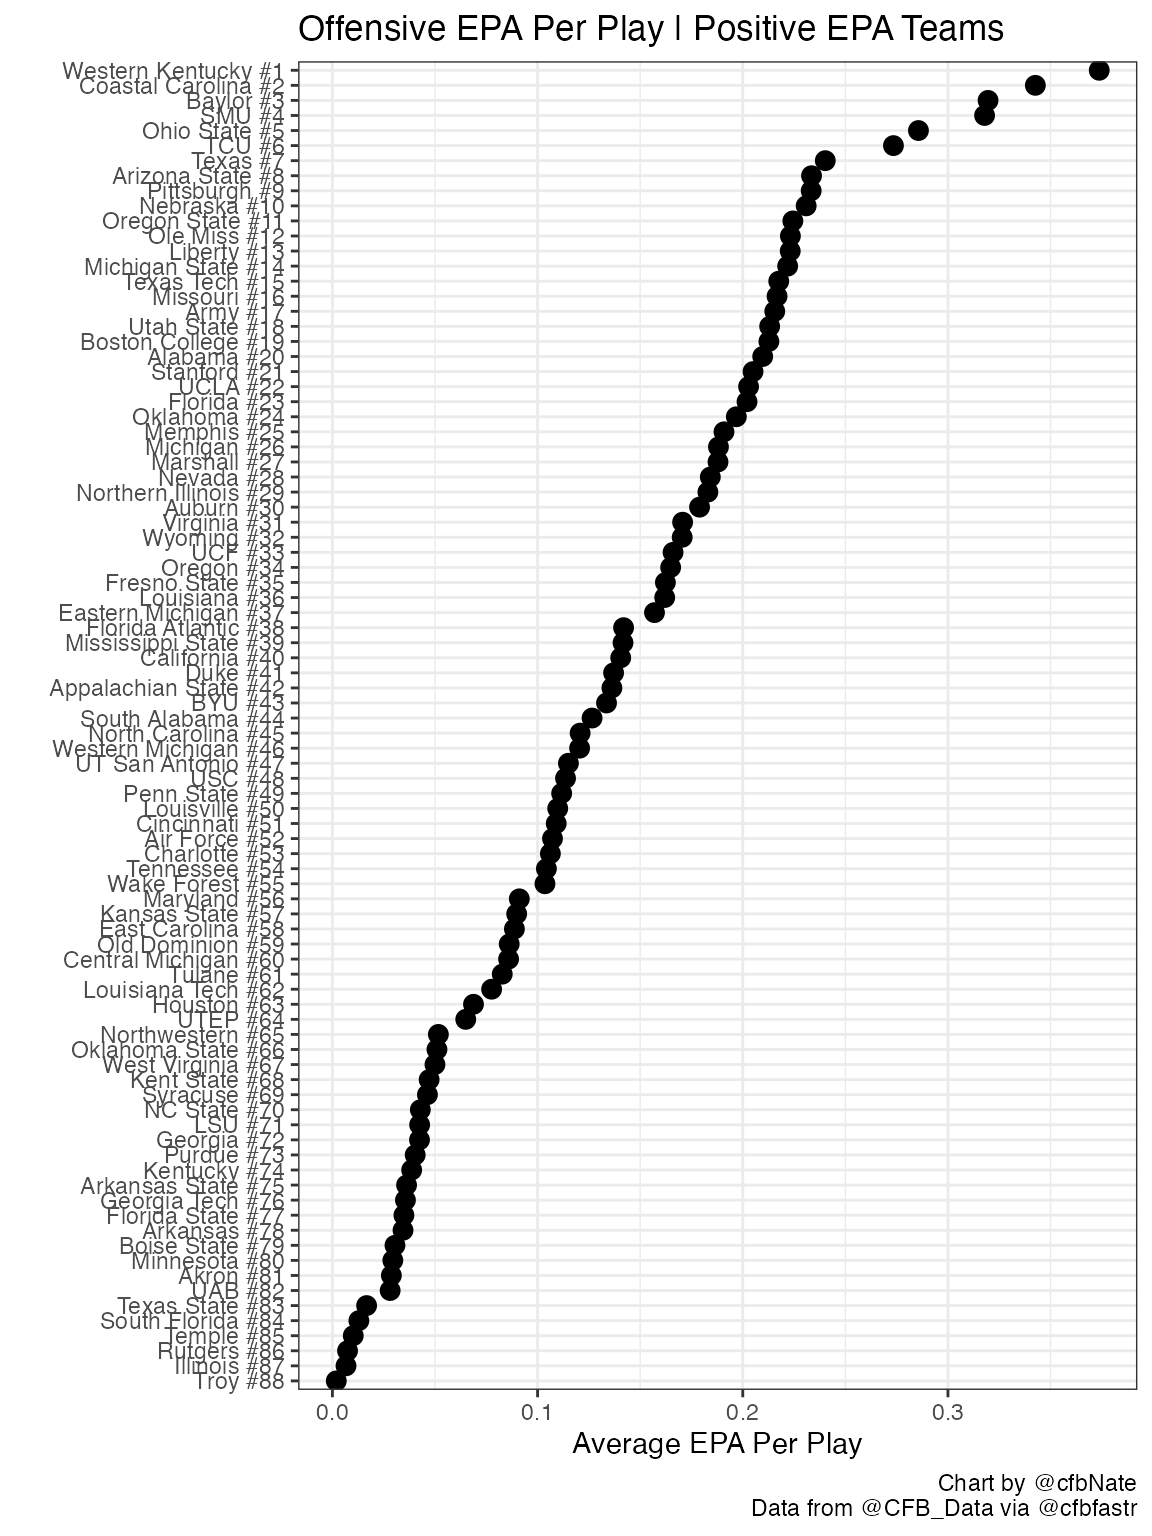 Offensive EPA Per Play | Positive EPA Teams
Western Kentucky #1
Coastal Carolina #2
Baylor #3
SMU #4
Ohio State #5
TCU #6
Texas #7
Arizona State #8
Pittsburgh #9
Nebraska #10
Oregon State #11
Ole Miss #12
Liberty #13
Michigan State #14
Texas Tech #15
Missouri #16
Army #17
Utah State #18
Boston College #19
Alabama #20
Stanford #21
UCLA #22
Florida #23
Oklahoma #24
Memphis #25
Michigan #26
Marshall #27
Nevada #28
Northern Illinois #29
Auburn #30
Virginia #31
Wyoming #32
UCF #33
Oregon #34
Fresno State #35
Louisiana #36
Eastern Michigan #37
Florida Atlantic #38
Mississippi State #39
California #40
Duke #41
Appalachian State #42
BYU #43
South Alabama #44
North Carolina #45
Western Michigan #46
UT San Antonio #47
USC #48
Penn State #49
Louisville #50
Cincinnati #51
Air Force #52
Charlotte #53
Tennessee #54
Wake Forest #55
Maryland #56
Kansas State #57
East Carolina #58
Old Dominion #59
Central Michigan #60
Tulane #61
Louisiana Tech #62
Houston #63
UTEP #64
Northwestern #65
Oklahoma State #66
West Virginia #67
Kent State #68
Syracuse #69
NC State #70
LSU #71
Georgia #72
Purdue #73
Kentucky #74
Arkansas State #75
Georgia Tech #76
Florida State #77
Arkansas #78
Boise State #79
Minnesota #80
Akron #81
UAB #82
Texas State #83
South Florida #84
Temple #85
Rutgers #86
Illinois #87
Troy #88
0.0 0.1 0.2 0.3
Average EPA Per Play
Chart by @cfbNate
Data from @CFB_Data via @cfbfastr